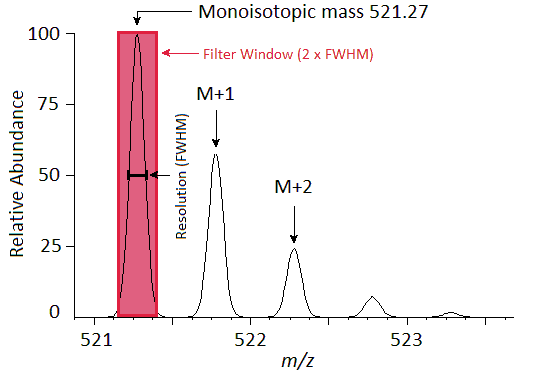 Monoisotopic mass 521.27
Filter Window (2 x FWHM)
M+1
M+2
Resolution (FWHM)
Relative Abundance
100
75
50
25
0
521
522
523
m/z